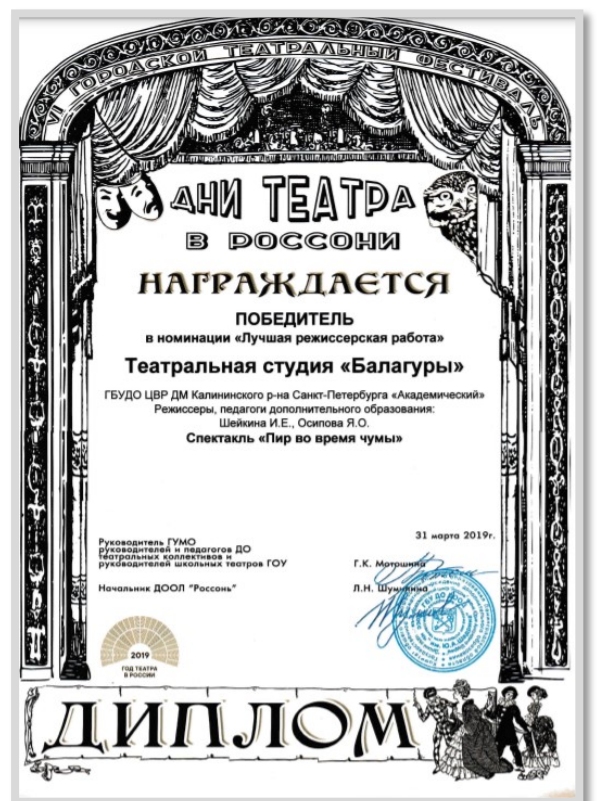 VI ГОРОДСКОЙ ТЕАТРАЛЬНЫЙ ФЕСТИВАЛЬ
ДНИ ТЕАТРА
В РОССОНИ
НАГРАЖДАЕТСЯ
ПОБЕДИТЕЛЬ
в номинации «Лучшая режиссерская работа»
Театральная студия «Балагуры»
ГБУДО ЦВР ДМ Калининского р-на Санкт-Петербурга «Академический»
Режиссеры, педагоги дополнительного образования:
Шейкина И.Е., Осипова Я.О.
Спектакль «Пир во время чумы»
31 марта 2019г.
Руководитель ГУМО
руководителей и педагогов ДО
театральных коллективов и
руководителей школьных театров ГОУ
Г.К. Мотошина
Начальник ДООЛ "Россонь"
Л.Н.
2019
ГОД ТЕАТРА
В РОССИИ
ДИПЛОМ